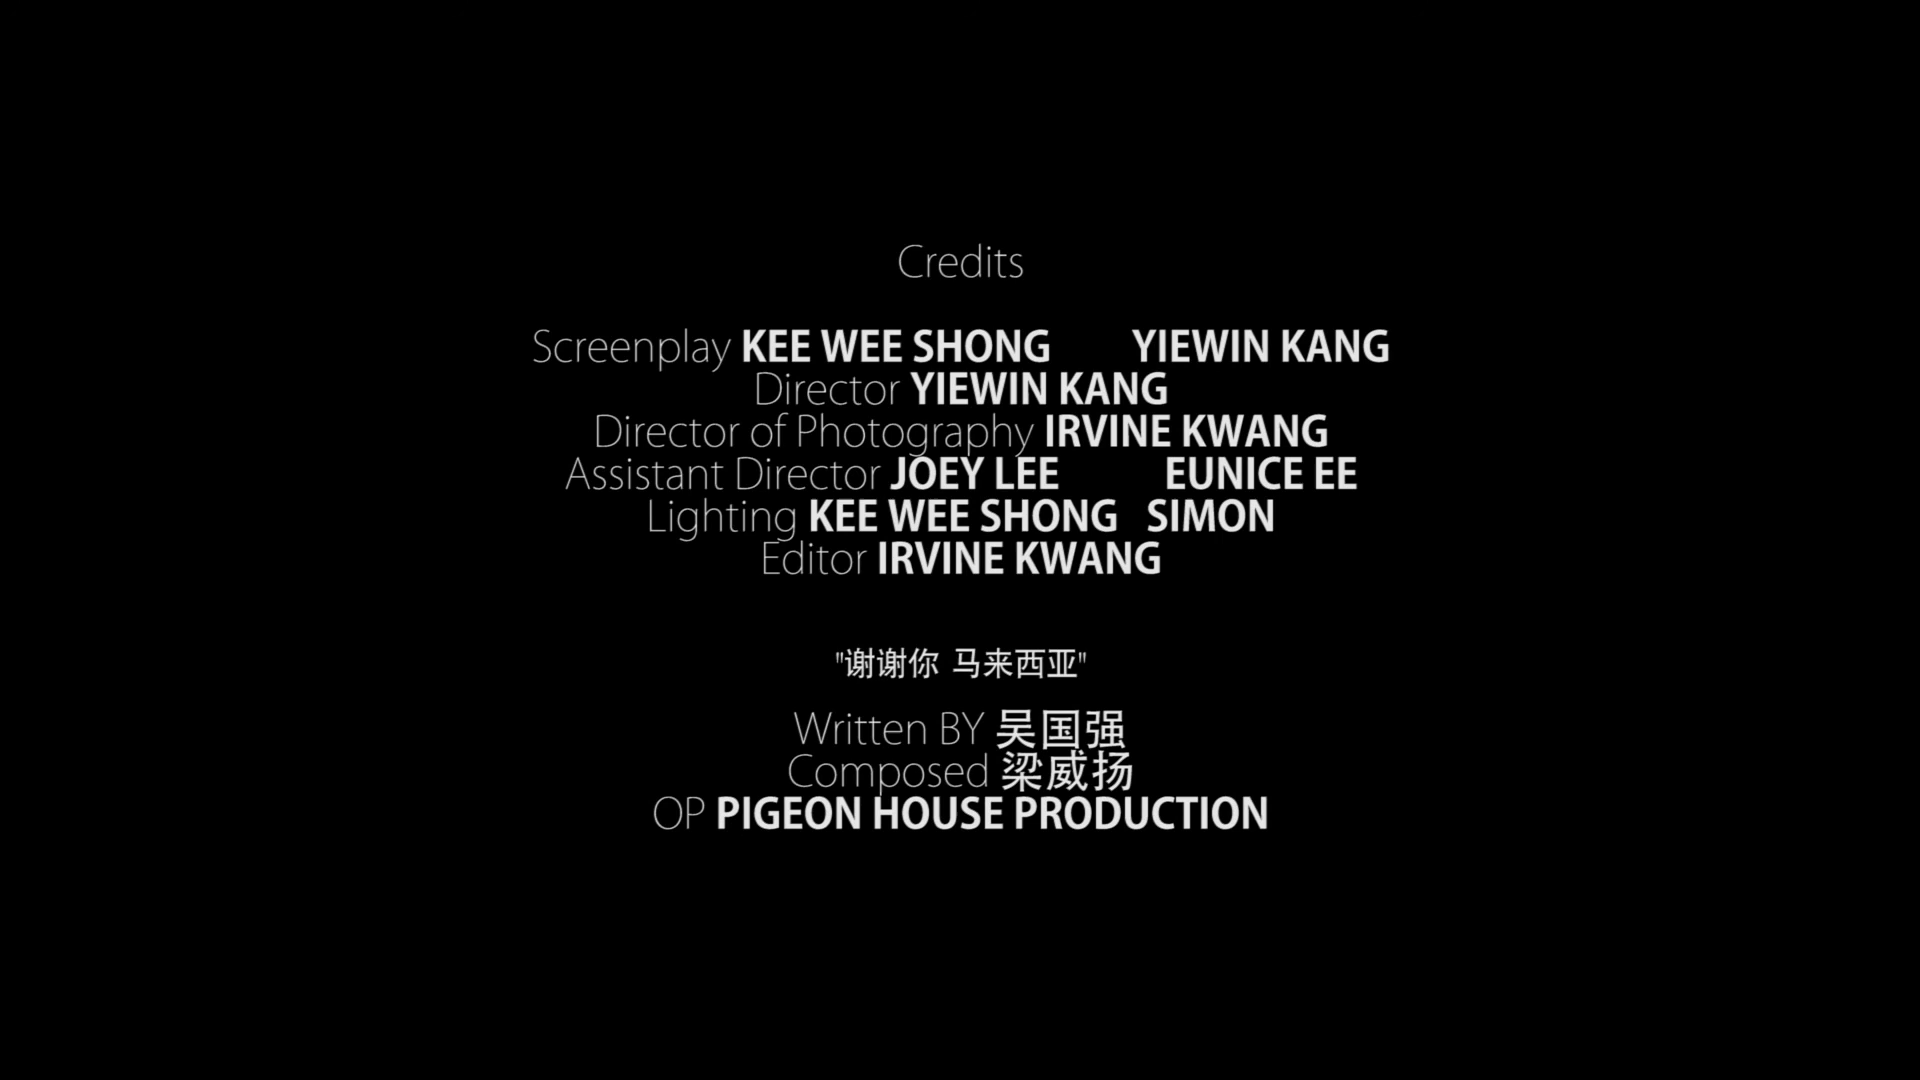 Credits
Screenplay KEE WEE SHONG YIEWIN KANG
Director YIEWIN KANG
Director of Photography IRVINE KWANG
Assistant Director JOEY LEE EUNICE EE
Lighting KEE WEE SHONG SIMON
Editor IRVINE KWANG
"谢谢你 马来西亚"
Written BY 吴国强
Composed 梁威扬
OP PIGEON HOUSE PRODUCTION